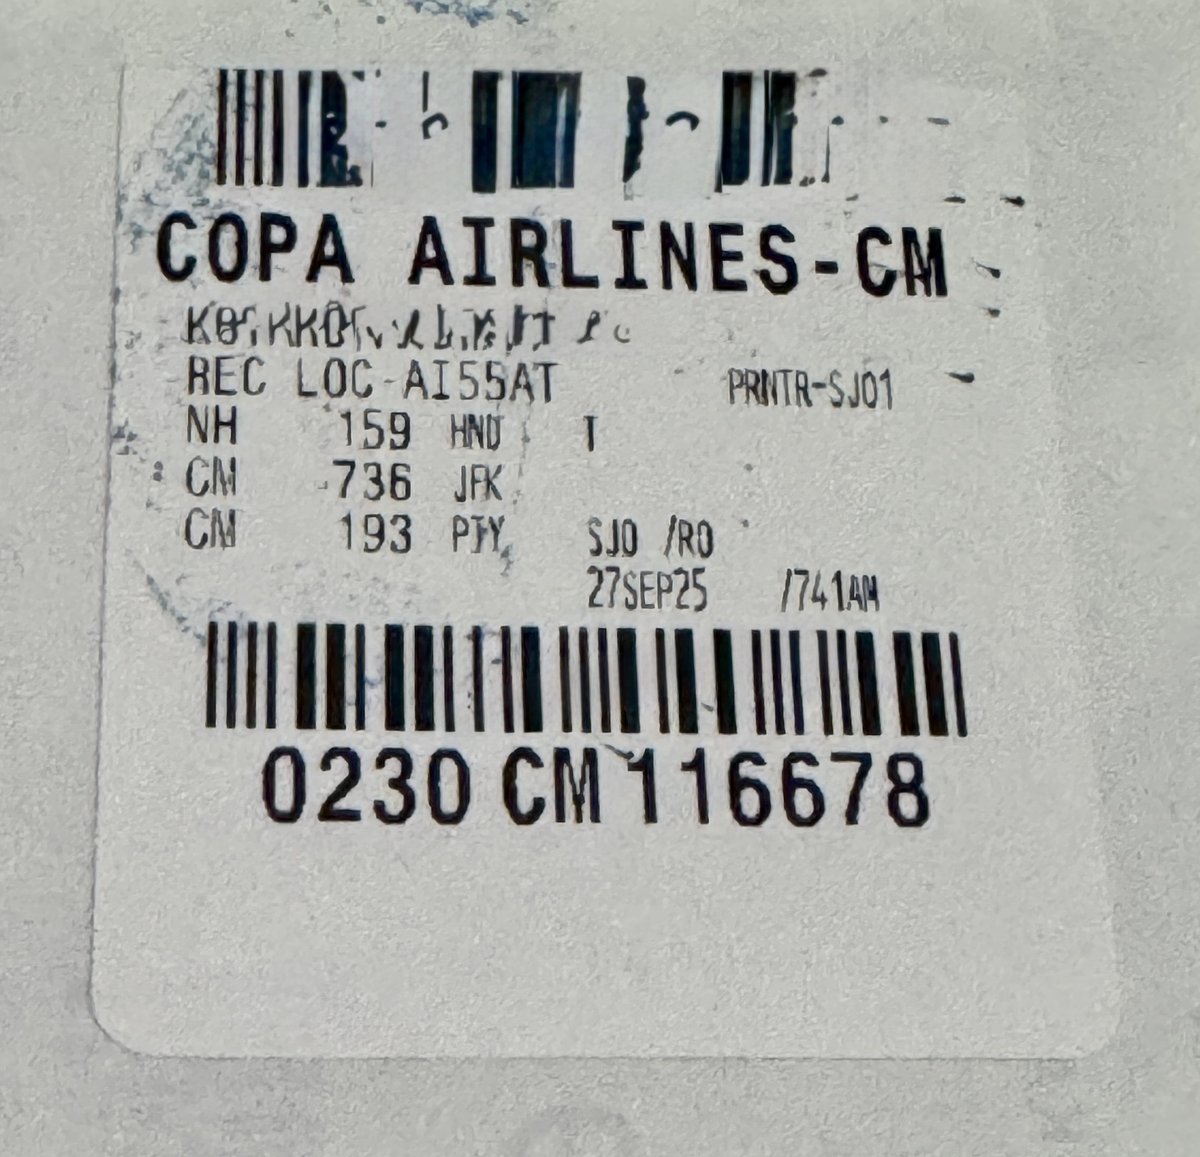 COPA AIRLINES-CM
REC LOC-AI55AT PRNTR-SJO1
NH 159 HND T
CM 736 JFK
CM 193 PTY SJO /RO
27SEP25 /741AM
0230 CM 116678